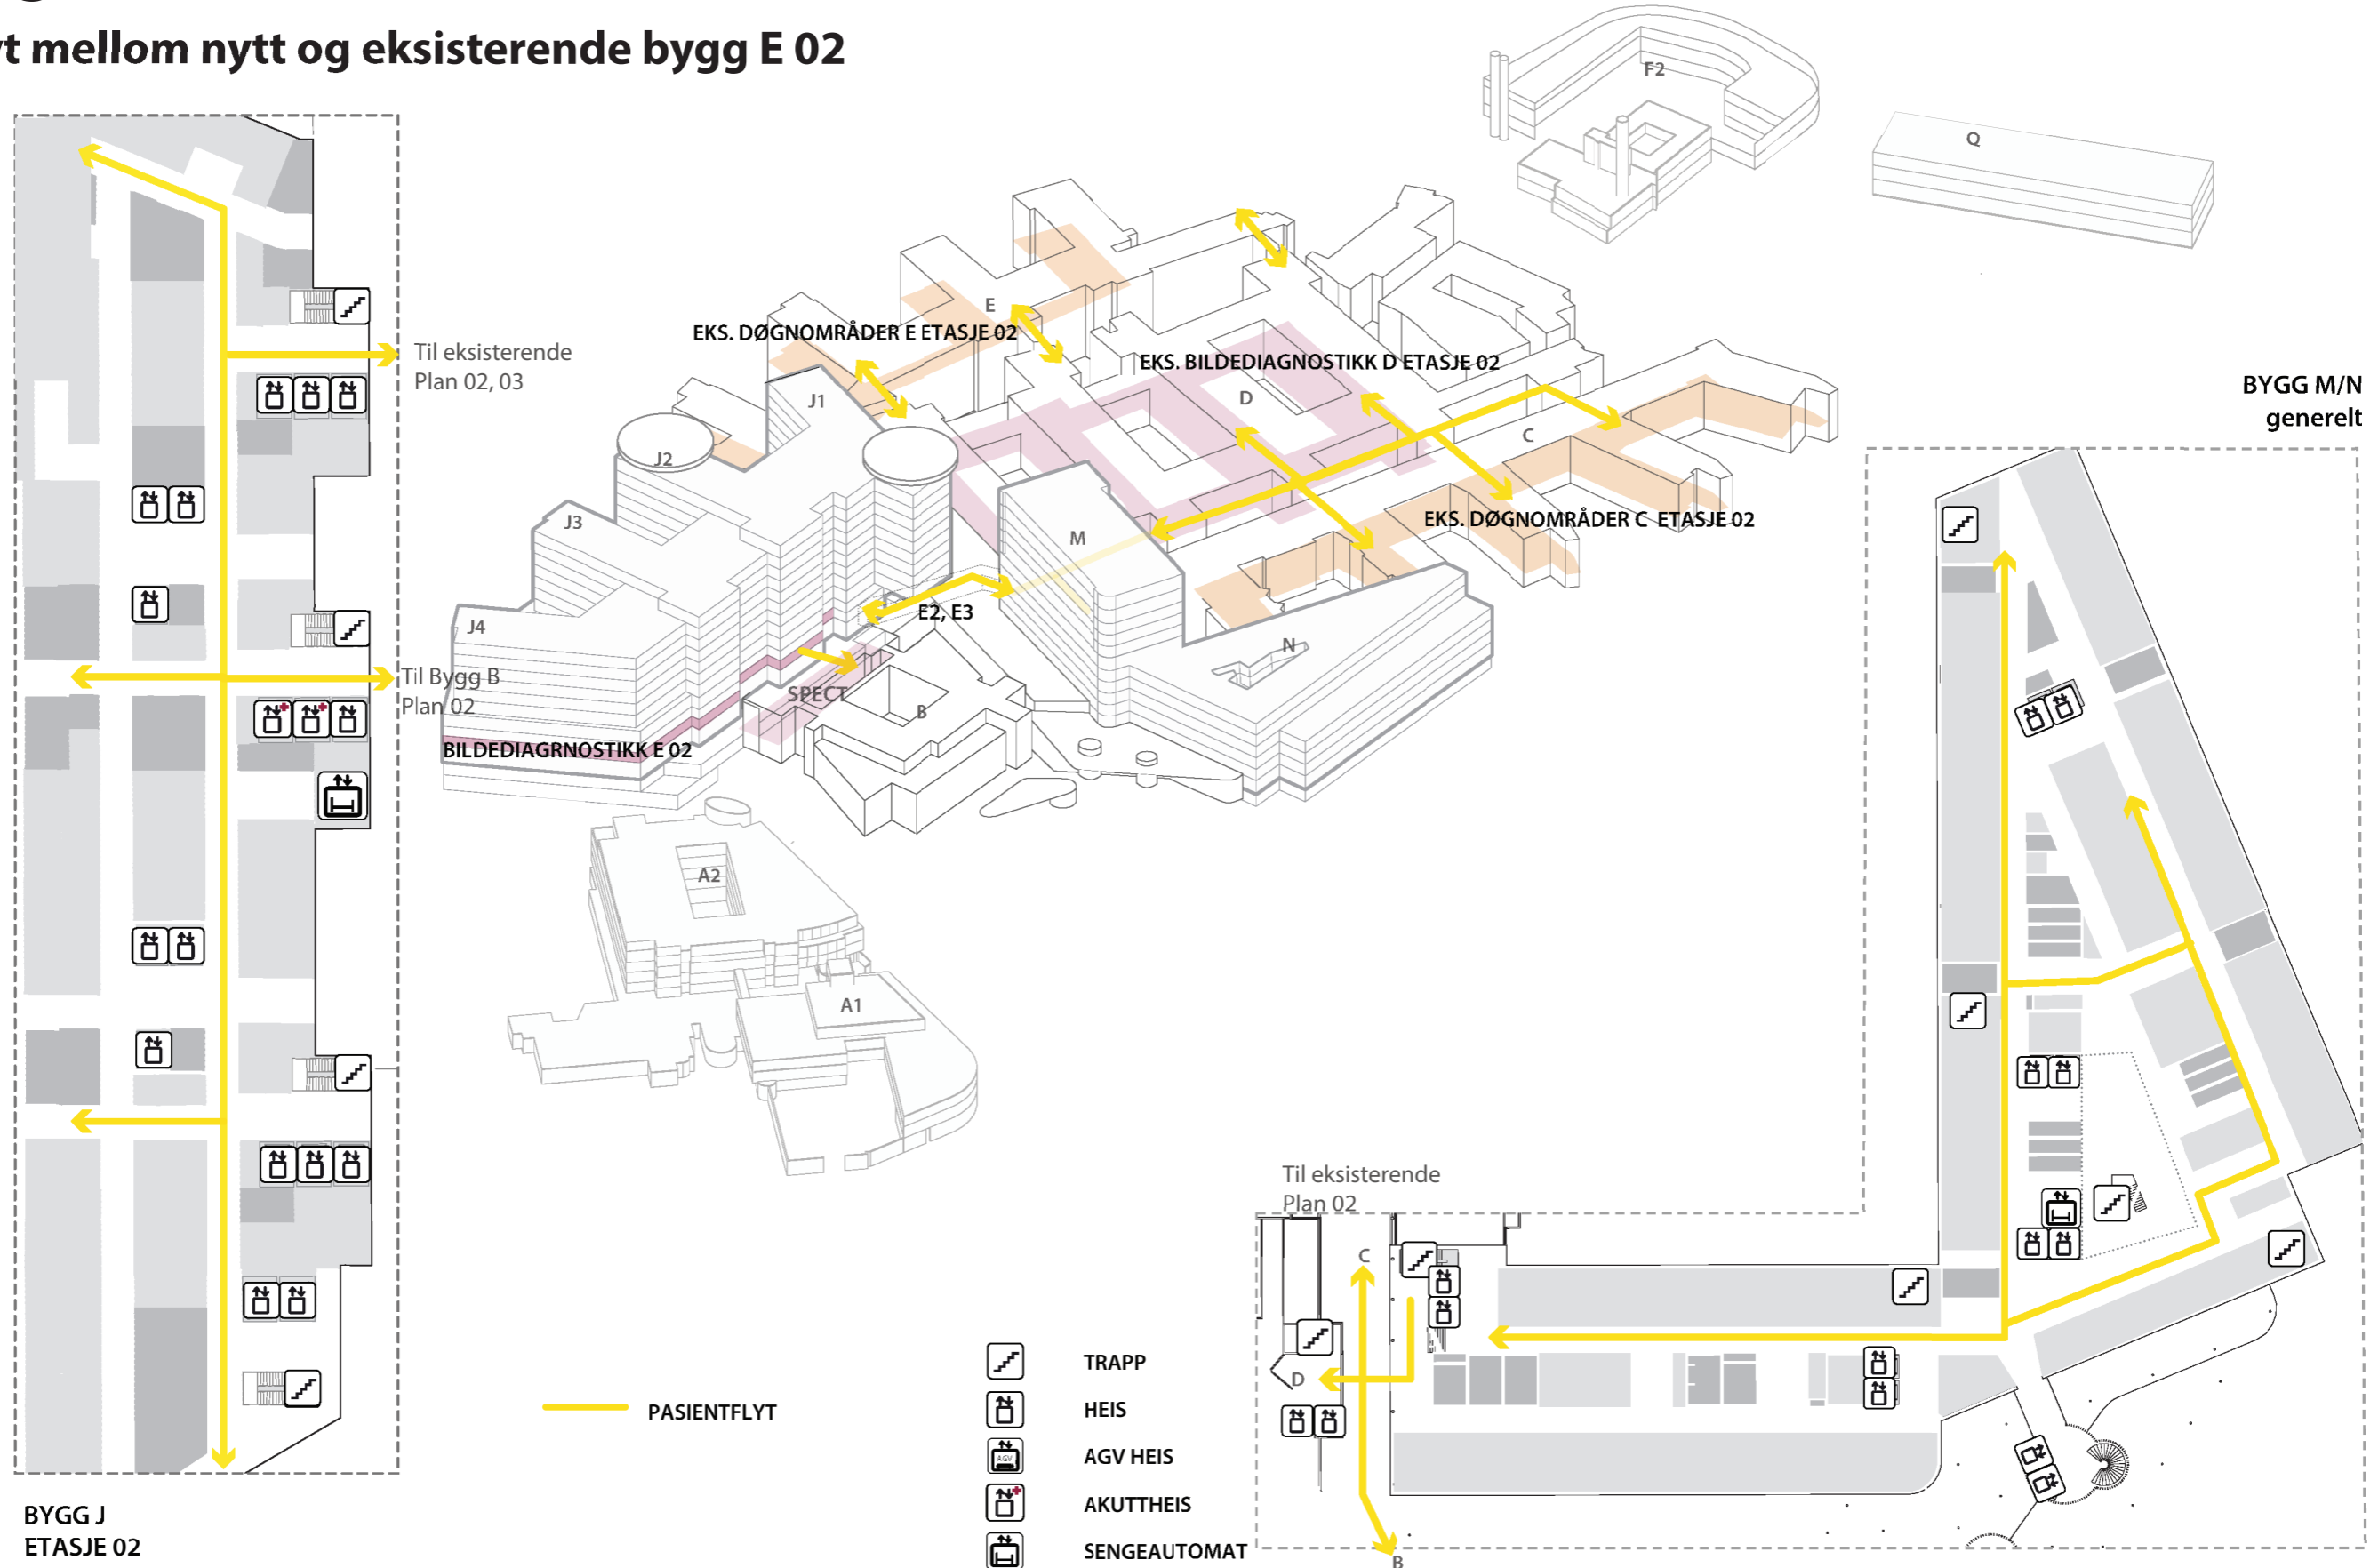 mellom nytt og eksisterende bygg E 02
F2
Q
E
EKS. DØGNOMRÅDER E ETASJE 02
EKS. BILDEDIAGNOSTIKK D ETASJE 02
Til eksisterende
Plan 02, 03
J1
D
BYGG M/N
generelt
C
J2
J3
EKS. DØGNOMRÅDER C ETASJE 02
M
E2, E3
J4
N
Til Bygg B
Plan 02
SPECT
B
BILDEDIAGRNOSTIKK E 02
A2
A1
Til eksisterende
Plan 02
C
D
B
PASIENTFLYT
TRAPP
HEIS
AGV
AGV HEIS
AKUTTHEIS
SENGEAUTOMAT
BYGG J
ETASJE 02